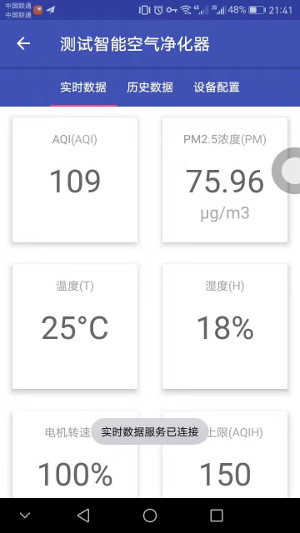 中国联通
中国联通
4G 3G 48% 21:41
测试智能空气净化器
实时数据 历史数据 设备配置
AQI(AQI) PM2.5浓度(PM)
109 75.96
µg/m3
温度(T) 湿度(H)
25°C 18%
电机转速 上限(AQIH)
实时数据服务已连接
100% 150